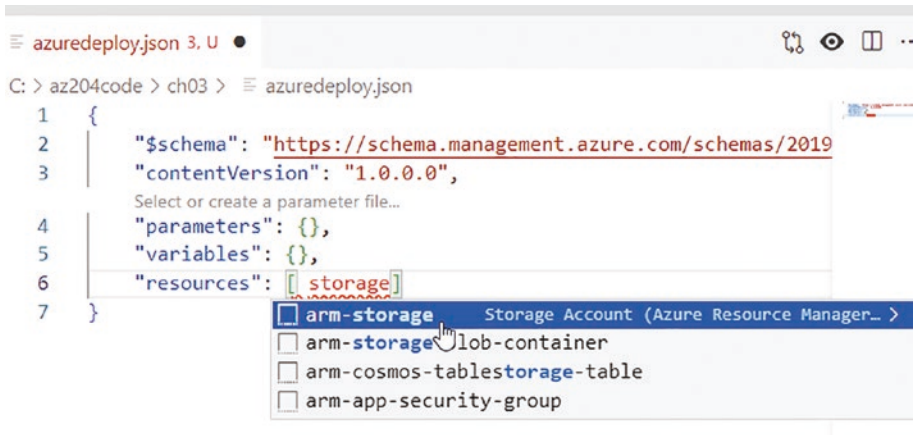 azuredeploy.json 3, U
C: > az204code > ch03 > azuredeploy.json
1 {
2 "$schema": "https://schema.management.azure.com/schemas/2019
3 "contentVersion": "1.0.0.0",
Select or create a parameter file...
4 "parameters": {},
5 "variables": {},
6 "resources": [ storage]
7 }
arm-storage Storage Account (Azure Resource Manager… >
arm-storage lob-container
arm-cosmos-tablestorage-table
arm-app-security-group